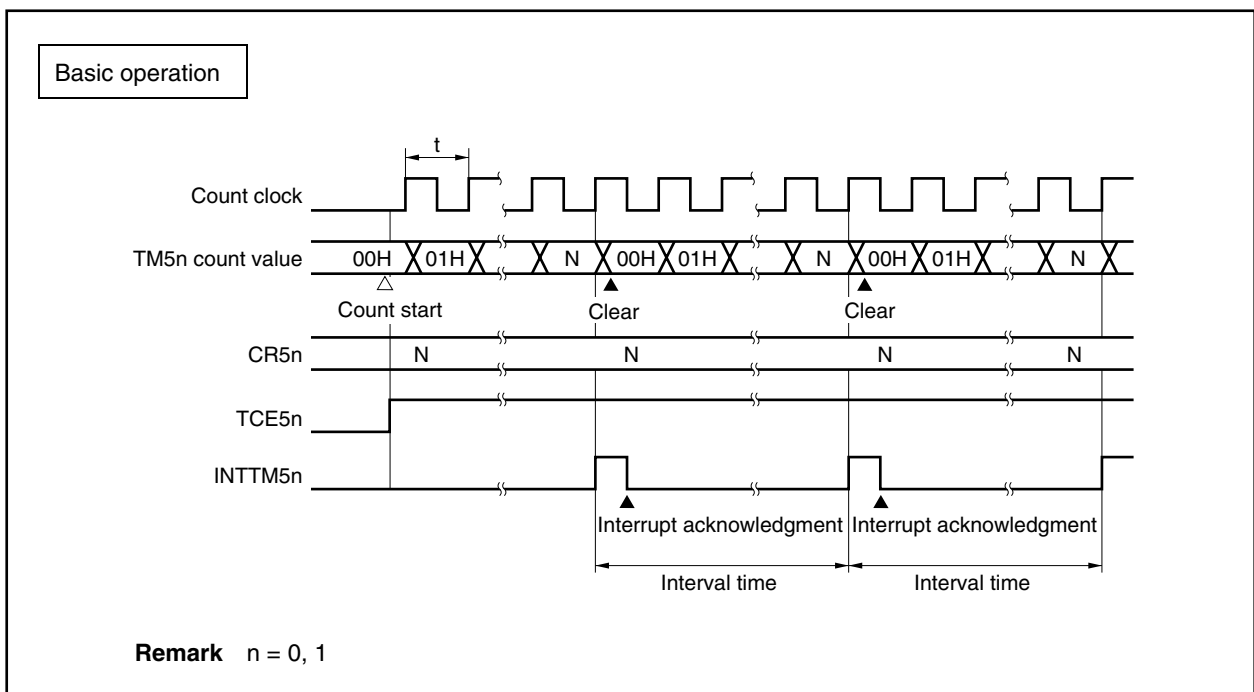 Basic operation
t
Count clock
TM5n count value 00H 01H N 00H 01H N 00H 01H N
Count start Clear Clear
CR5n N N N N
TCE5n
INTTM5n
Interrupt acknowledgment Interrupt acknowledgment
Interval time Interval time
Remark n = 0, 1